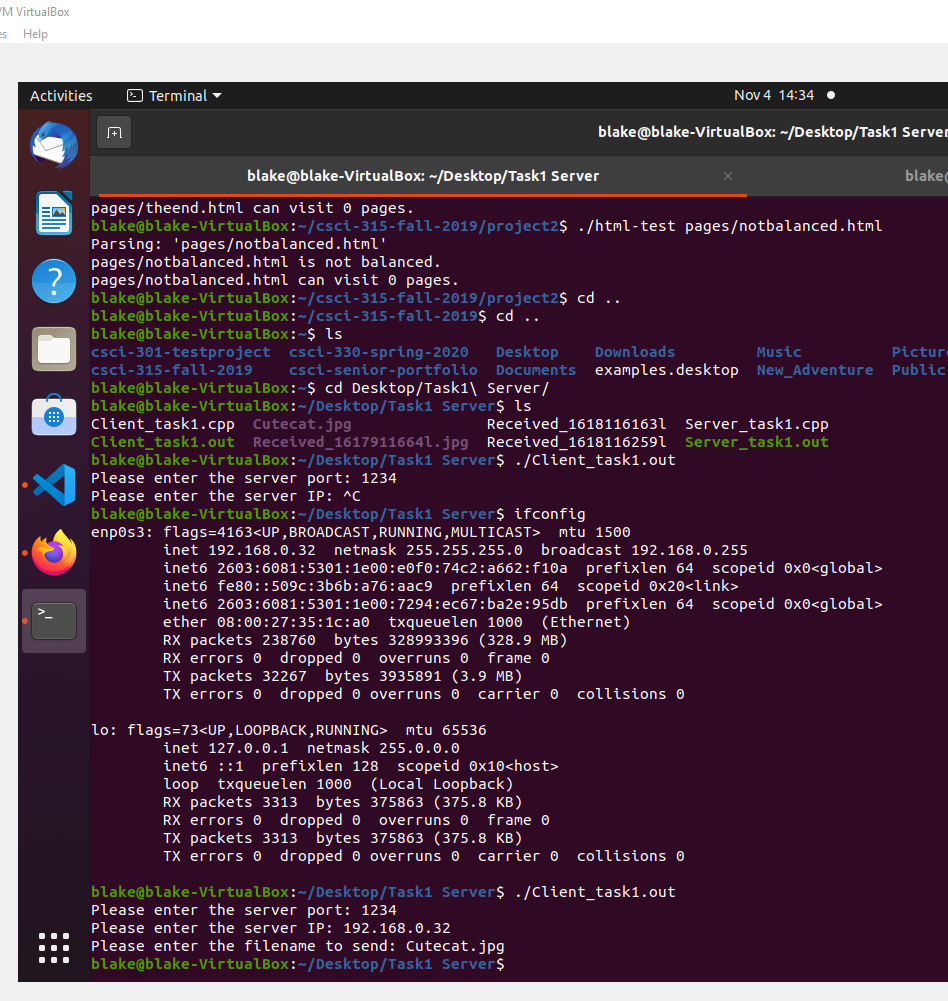 VM VirtualBox
Help
Activities Terminal Nov 4 14:34
blake@blake-VirtualBox: ~/Desktop/Task1 Server
blake@blake-VirtualBox: ~/Desktop/Task1 Server ×
pages/theend.html can visit 0 pages.
blake@blake-VirtualBox:~/csci-315-fall-2019/project2$ ./html-test pages/notbalanced.html
Parsing: 'pages/notbalanced.html'
pages/notbalanced.html is not balanced.
pages/notbalanced.html can visit 0 pages.
blake@blake-VirtualBox:~/csci-315-fall-2019/project2$ cd ..
blake@blake-VirtualBox:~/csci-315-fall-2019$ cd ..
blake@blake-VirtualBox:~$ ls
csci-301-testproject csci-330-spring-2020 Desktop Downloads Music Pictur
csci-315-fall-2019 csci-senior-portfolio Documents examples.desktop New_Adventure Public
blake@blake-VirtualBox:~$ cd Desktop/Task1\ Server/
blake@blake-VirtualBox:~/Desktop/Task1 Server$ ls
Client_task1.cpp Cutecat.jpg Received_1618116163l Server_task1.cpp
Client_task1.out Received_1617911664l.jpg Received_1618116259l Server_task1.out
blake@blake-VirtualBox:~/Desktop/Task1 Server$ ./Client_task1.out
Please enter the server port: 1234
Please enter the server IP: ^C
blake@blake-VirtualBox:~/Desktop/Task1 Server$ ifconfig
enp0s3: flags=4163<UP,BROADCAST,RUNNING,MULTICAST> mtu 1500
inet 192.168.0.32 netmask 255.255.255.0 broadcast 192.168.0.255
inet6 2603:6081:5301:1e00:e0f0:74c2:a662:f10a prefixlen 64 scopeid 0x0<global>
inet6 fe80::509c:3b6b:a76:aac9 prefixlen 64 scopeid 0x20<link>
inet6 2603:6081:5301:1e00:7294:ec67:ba2e:95db prefixlen 64 scopeid 0x0<global>
ether 08:00:27:35:1c:a0 txqueuelen 1000 (Ethernet)
RX packets 238760 bytes 328993396 (328.9 MB)
RX errors 0 dropped 0 overruns 0 frame 0
TX packets 32267 bytes 3935891 (3.9 MB)
TX errors 0 dropped 0 overruns 0 carrier 0 collisions 0
lo: flags=73<UP,LOOPBACK,RUNNING> mtu 65536
inet 127.0.0.1 netmask 255.0.0.0
inet6 ::1 prefixlen 128 scopeid 0x10<host>
loop txqueuelen 1000 (Local Loopback)
RX packets 3313 bytes 375863 (375.8 KB)
RX errors 0 dropped 0 overruns 0 frame 0
TX packets 3313 bytes 375863 (375.8 KB)
TX errors 0 dropped 0 overruns 0 carrier 0 collisions 0
blake@blake-VirtualBox:~/Desktop/Task1 Server$ ./Client_task1.out
Please enter the server port: 1234
Please enter the server IP: 192.168.0.32
Please enter the filename to send: Cutecat.jpg
blake@blake-VirtualBox:~/Desktop/Task1 Server$